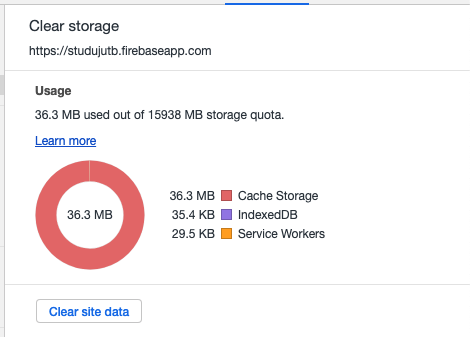 Clear storage
https://studujutb.firebaseapp.com
Usage
36.3 MB used out of 15938 MB storage quota.
Learn more
36.3 MB
36.3 MB Cache Storage
35.4 KB IndexedDB
29.5 KB Service Workers
Clear site data